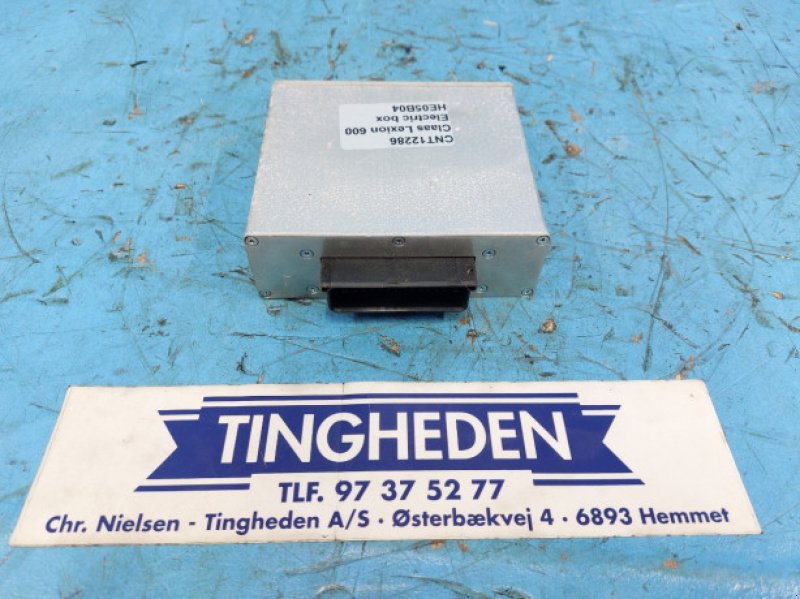 CNT12286
Claas Lexion 600
Electric box
HE05B04
TINGHEDEN
TLF. 97 37 52 77
Chr. Nielsen - Tingheden A/S · Østerbækvej 4 · 6893 Hemmet